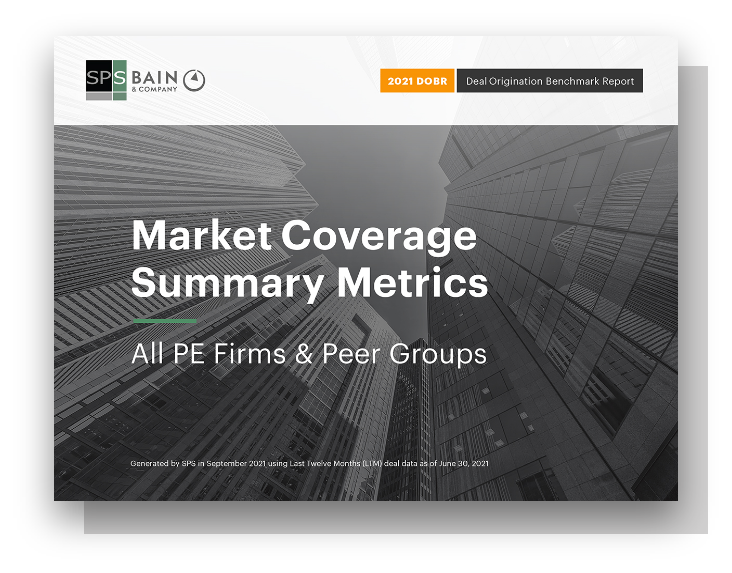 SPS BAIN & COMPANY
2021 DOBR Deal Origination Benchmark Report
Market Coverage
Summary Metrics
All PE Firms & Peer Groups
Generated by SPS in September 2021 using Last Twelve Months (LTM) deal data as of June 30, 2021